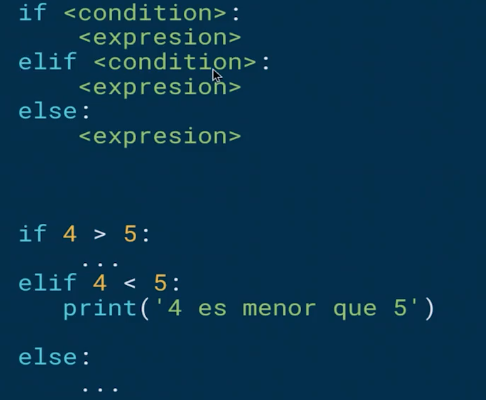 if <condition>:
    <expresion>
elif <condition>:
    <expresion>
else:
    <expresion>
if 4 > 5:
    ...
elif 4 < 5:
   print('4 es menor que 5')
else:
    ...